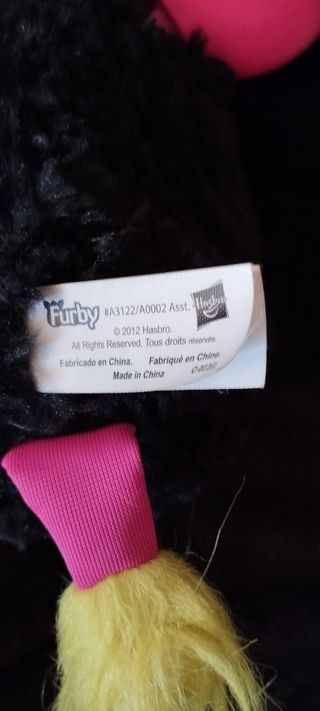 Furby #A3122/A0002 Asst. Hasbro
© 2012 Hasbro.
All Rights Reserved. Tous droits réservés.
Fabricado en China. Fabriqué en Chine.
Made in China